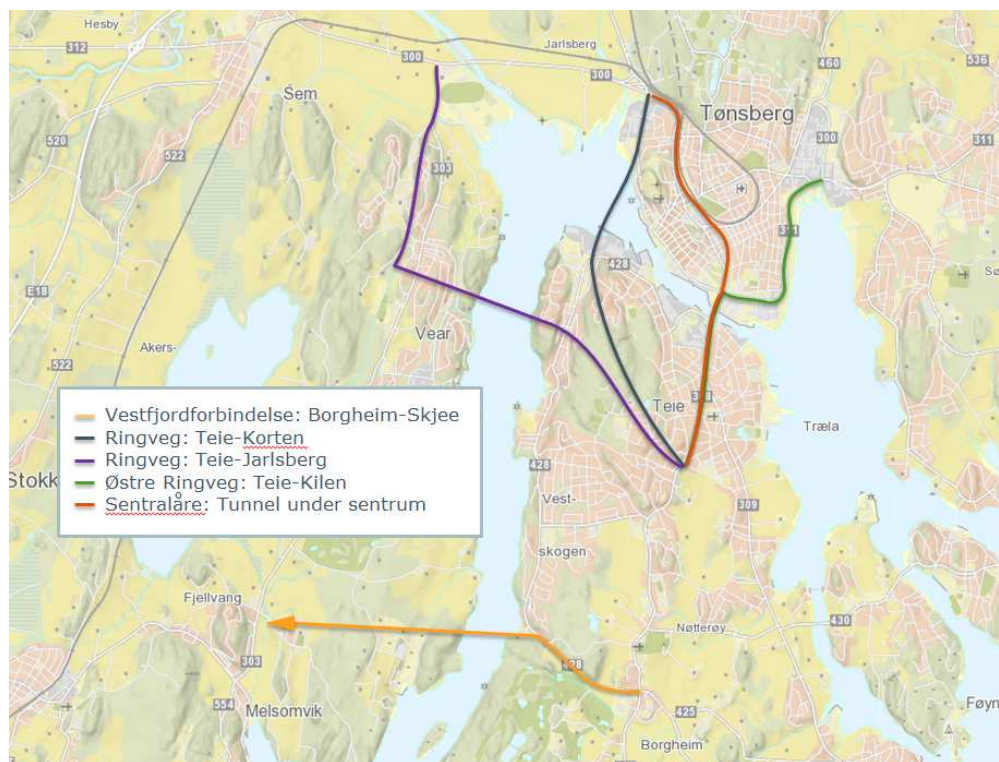 Hesby
312
Jarlsberg
300
300
460
536
Sem
Tønsberg
520
522
303
300
311
311
428
E18
Akers-
Vear
522
Teie
Træla
Vestfjordforbindelse: Borgheim-Skjee
Ringveg: Teie-Korten
Ringveg: Teie-Jarlsberg
Østre Ringveg: Teie-Kilen
Sentralåre: Tunnel under sentrum
Stokk
428
Vest-
309
skogen
Fjellvang
Nøtterøy
430
303
428
554
Melsomvik
425
Føyn
Borgheim